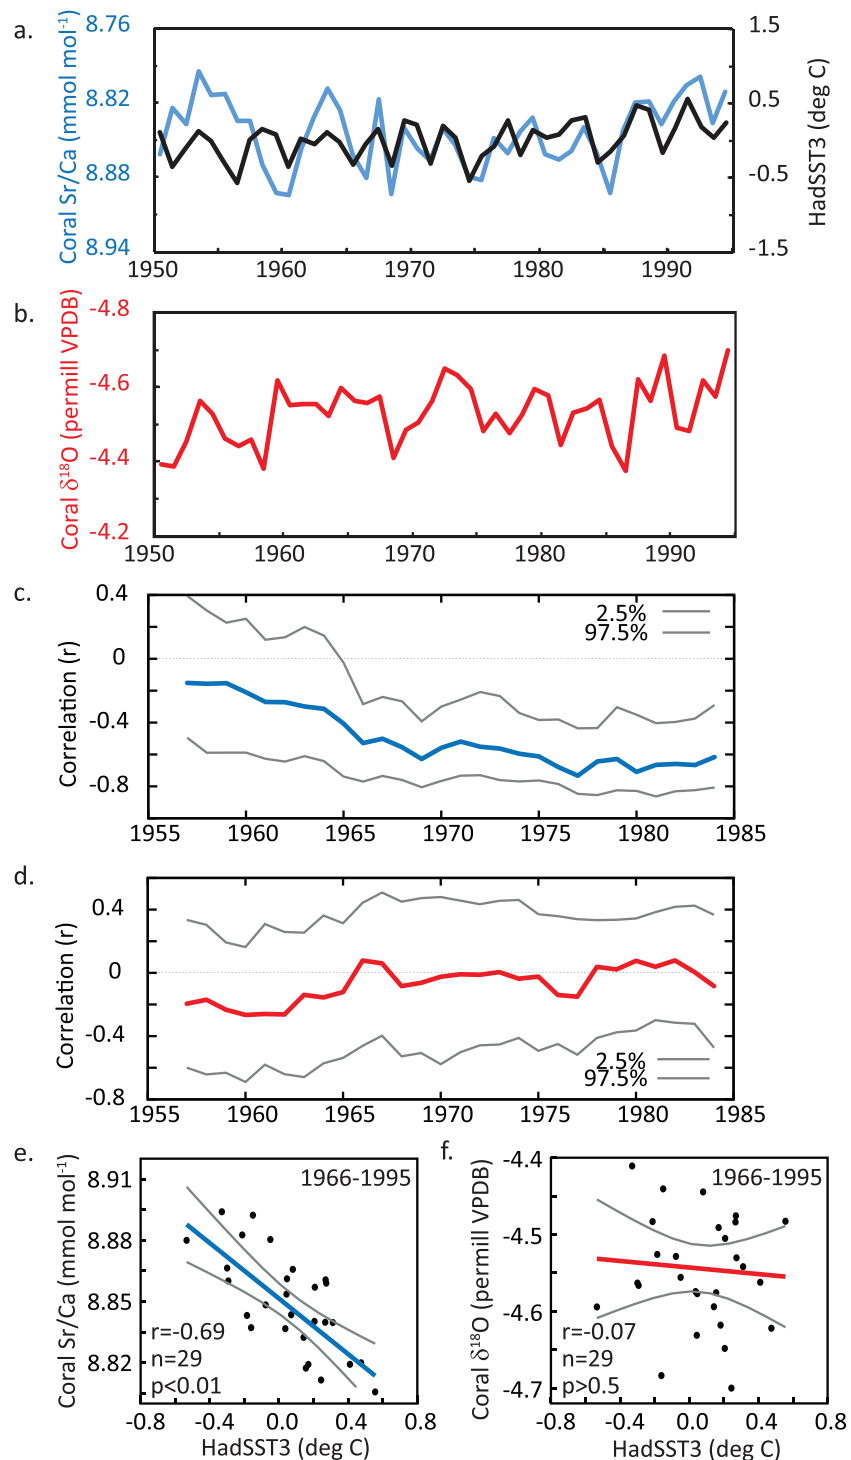 a.
Coral Sr/Ca (mmol mol⁻¹)
8.76
8.82
8.88
8.94
1.5
0.5
-0.5
-1.5
HadSST3 (deg C)
1950 1960 1970 1980 1990
b.
Coral δ¹⁸O (permill VPDB)
-4.8
-4.6
-4.4
-4.2
1950 1960 1970 1980 1990
c.
Correlation (r)
0.4
0
-0.4
-0.8
2.5%
97.5%
1955 1960 1965 1970 1975 1980 1985
d.
Correlation (r)
0.4
0
-0.4
-0.8
2.5%
97.5%
1955 1960 1965 1970 1975 1980 1985
e.
Coral Sr/Ca (mmol mol⁻¹)
8.91
8.88
8.85
8.82
1966-1995
r=-0.69
n=29
p<0.01
-0.8 -0.4 0.0 0.4 0.8
HadSST3 (deg C)
f.
Coral δ¹⁸O (permill VPDB)
-4.4
-4.5
-4.6
-4.7
1966-1995
r=-0.07
n=29
p>0.5
-0.8 -0.4 0.0 0.4 0.8
HadSST3 (deg C)